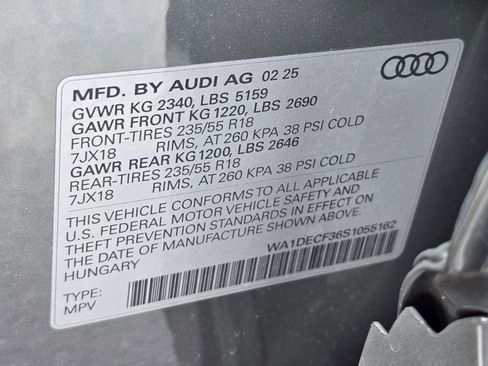 MFD. BY AUDI AG 02 25
GVWR KG 2340, LBS 5159
GAWR FRONT KG 1220, LBS 2690
FRONT-TIRES 235/55 R18
7JX18 RIMS, AT 260 KPA 38 PSI COLD
GAWR REAR KG 1200, LBS 2646
REAR-TIRES 235/55 R18
7JX18 RIMS, AT 260 KPA 38 PSI COLD
THIS VEHICLE CONFORMS TO ALL APPLICABLE
U.S. FEDERAL MOTOR VEHICLE SAFETY AND
THEFT PREVENTION STANDARDS IN EFFECT ON
THE DATE OF MANUFACTURE SHOWN ABOVE.
HUNGARY
WA1DECF36S1055162
TYPE:
MPV